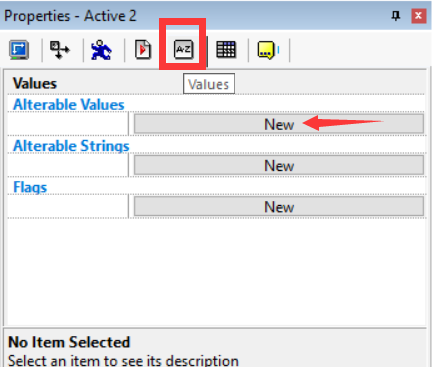 Properties - Active 2
A-Z
Values
Values
Alterable Values
New
Alterable Strings
New
Flags
New
No Item Selected
Select an item to see its description